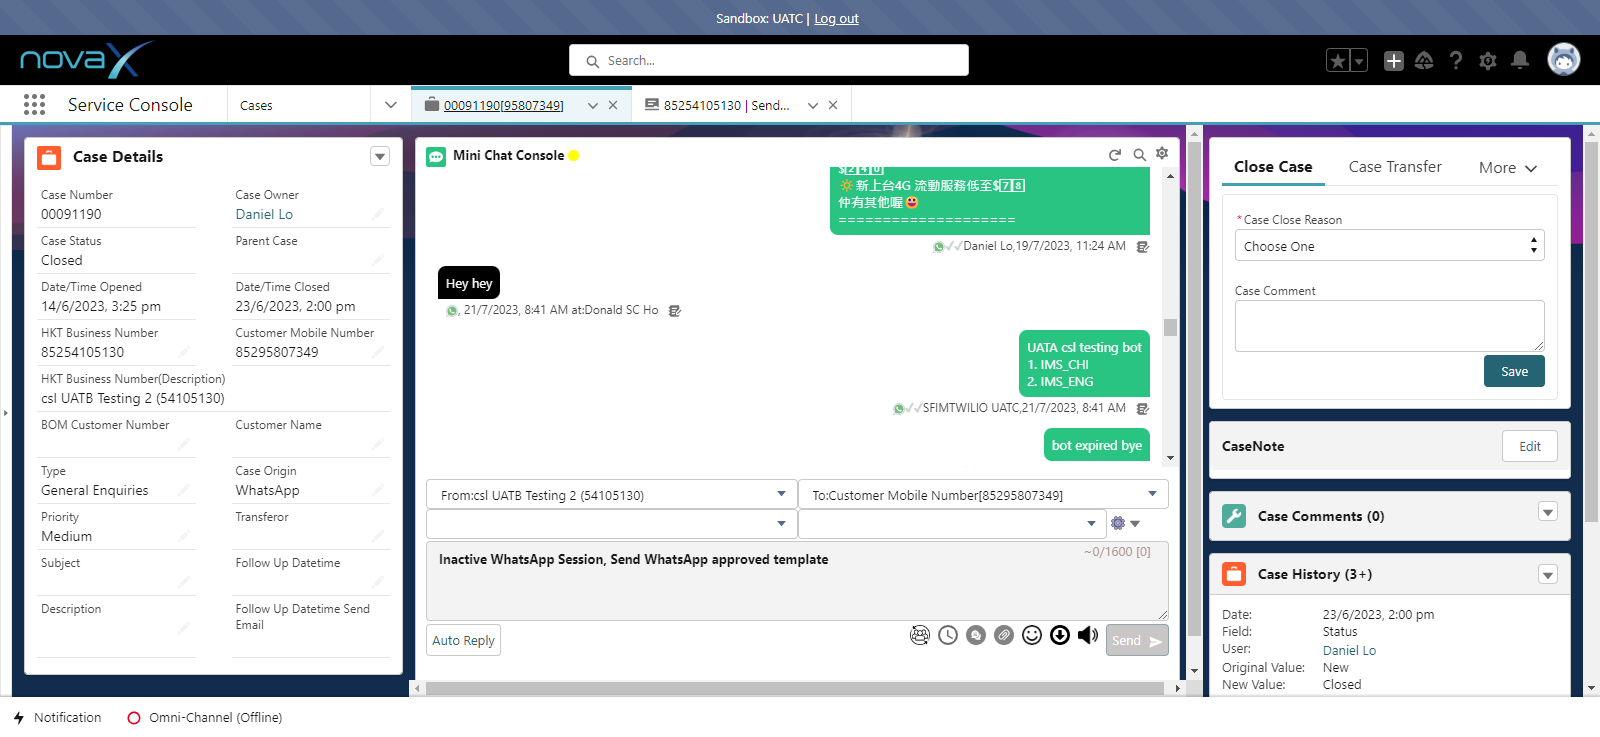 Sandbox: UATC | Log out
novaX
Search...
Service Console
Cases
00091190[95807349]
85254105130 | Send...
Case Details
Case Number
00091190
Case Owner
Daniel Lo
Case Status
Closed
Parent Case
Date/Time Opened
14/6/2023, 3:25 pm
Date/Time Closed
23/6/2023, 2:00 pm
HKT Business Number
85254105130
Customer Mobile Number
85295807349
HKT Business Number(Description)
csl UATB Testing 2 (54105130)
BOM Customer Number
Customer Name
Type
General Enquiries
Case Origin
WhatsApp
Priority
Medium
Transferor
Subject
Follow Up Datetime
Description
Follow Up Datetime Send
Email
Mini Chat Console
🔆新上台4G 流動服務低至$7️⃣8️⃣
仲有其他喔😃
====================
✓✓Daniel Lo,19/7/2023, 11:24 AM
Hey hey
, 21/7/2023, 8:41 AM at:Donald SC Ho
UATA csl testing bot
1. IMS_CHI
2. IMS_ENG
✓✓SFIMTWILIO UATC,21/7/2023, 8:41 AM
bot expired bye
From:csl UATB Testing 2 (54105130)
To:Customer Mobile Number[85295807349]
~0/1600 [0]
Inactive WhatsApp Session, Send WhatsApp approved template
Auto Reply
Send
Close Case
Case Transfer
More
*Case Close Reason
Choose One
Case Comment
Save
CaseNote
Edit
Case Comments (0)
Case History (3+)
Date: 23/6/2023, 2:00 pm
Field: Status
User: Daniel Lo
Original Value: New
New Value: Closed
Notification
Omni-Channel (Offline)